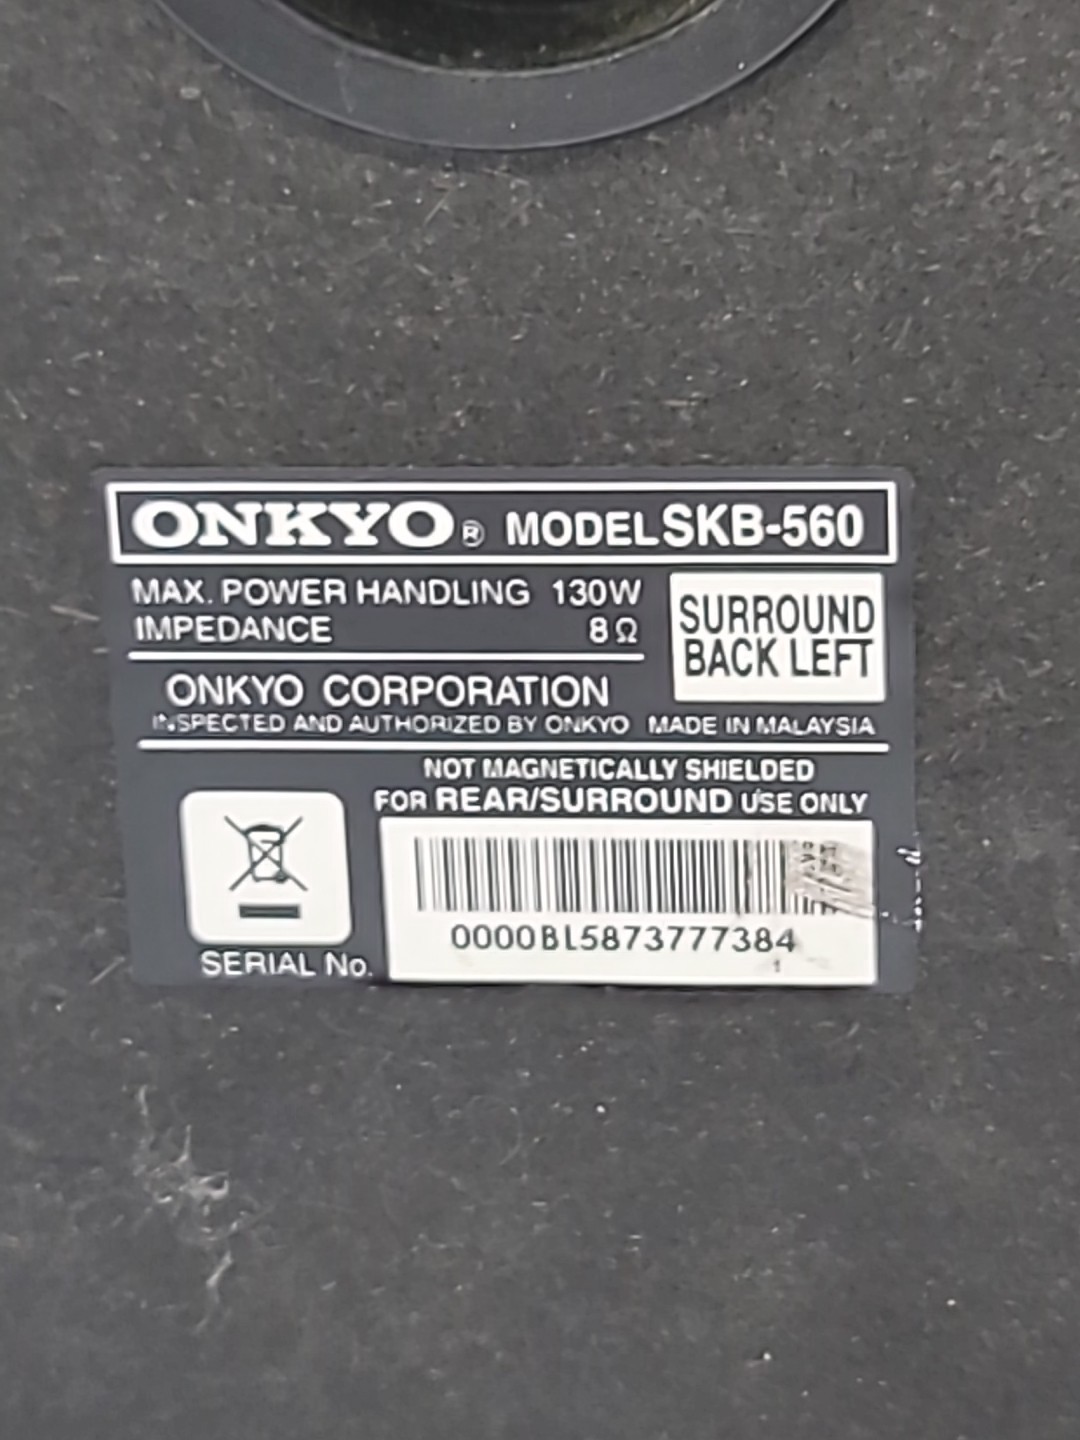 ONKYO® MODEL SKB-560
MAX. POWER HANDLING 130W
IMPEDANCE 8Ω
SURROUND
BACK LEFT
ONKYO CORPORATION
INSPECTED AND AUTHORIZED BY ONKYO MADE IN MALAYSIA
NOT MAGNETICALLY SHIELDED
FOR REAR/SURROUND USE ONLY
0000BL5873777384
1
SERIAL No.